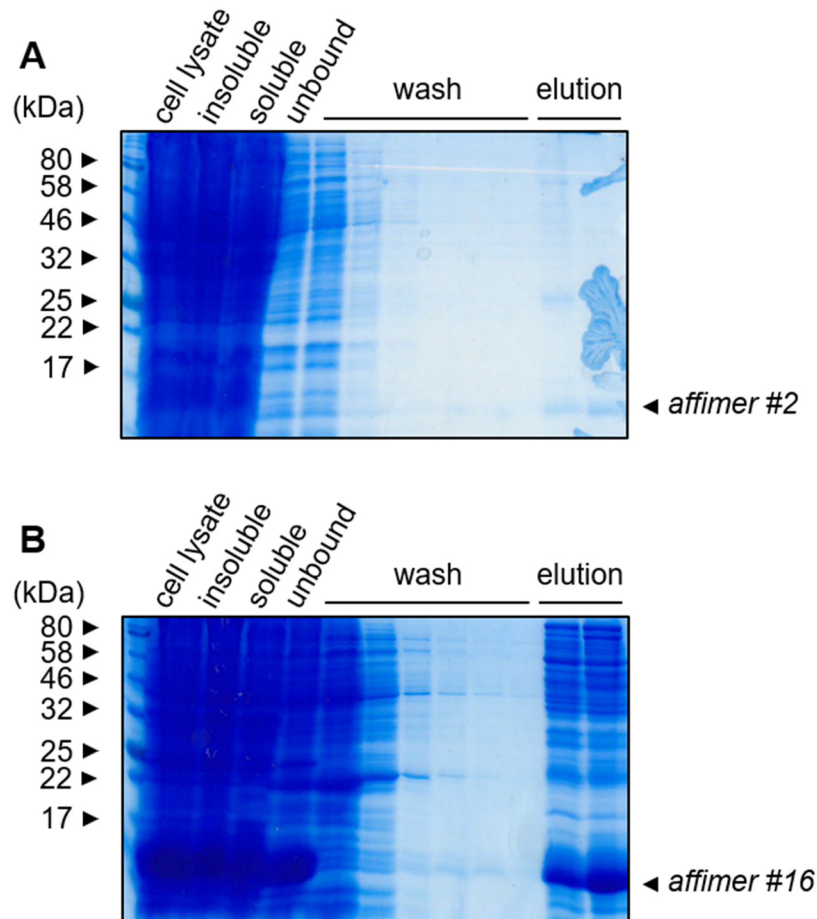 A
(kDa)
cell lysate
insoluble
soluble
unbound
wash
elution
80
58
46
32
25
22
17
affimer #2
B
(kDa)
cell lysate
insoluble
soluble
unbound
wash
elution
80
58
46
32
25
22
17
affimer #16